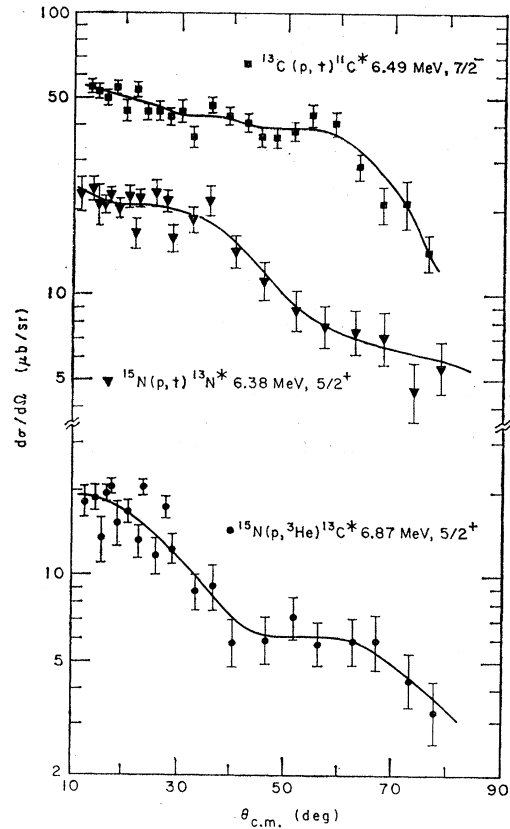 100
¹³C (p, t) ¹¹C* 6.49 MeV, 7/2⁻
50
10
¹⁵N(p, t) ¹³N* 6.38 MeV, 5/2⁺
5
dσ/dΩ (μb/sr)
¹⁵N(p, ³He)¹³C* 6.87 MeV, 5/2⁺
10
5
2
10 30 50 70 90
θc.m. (deg)